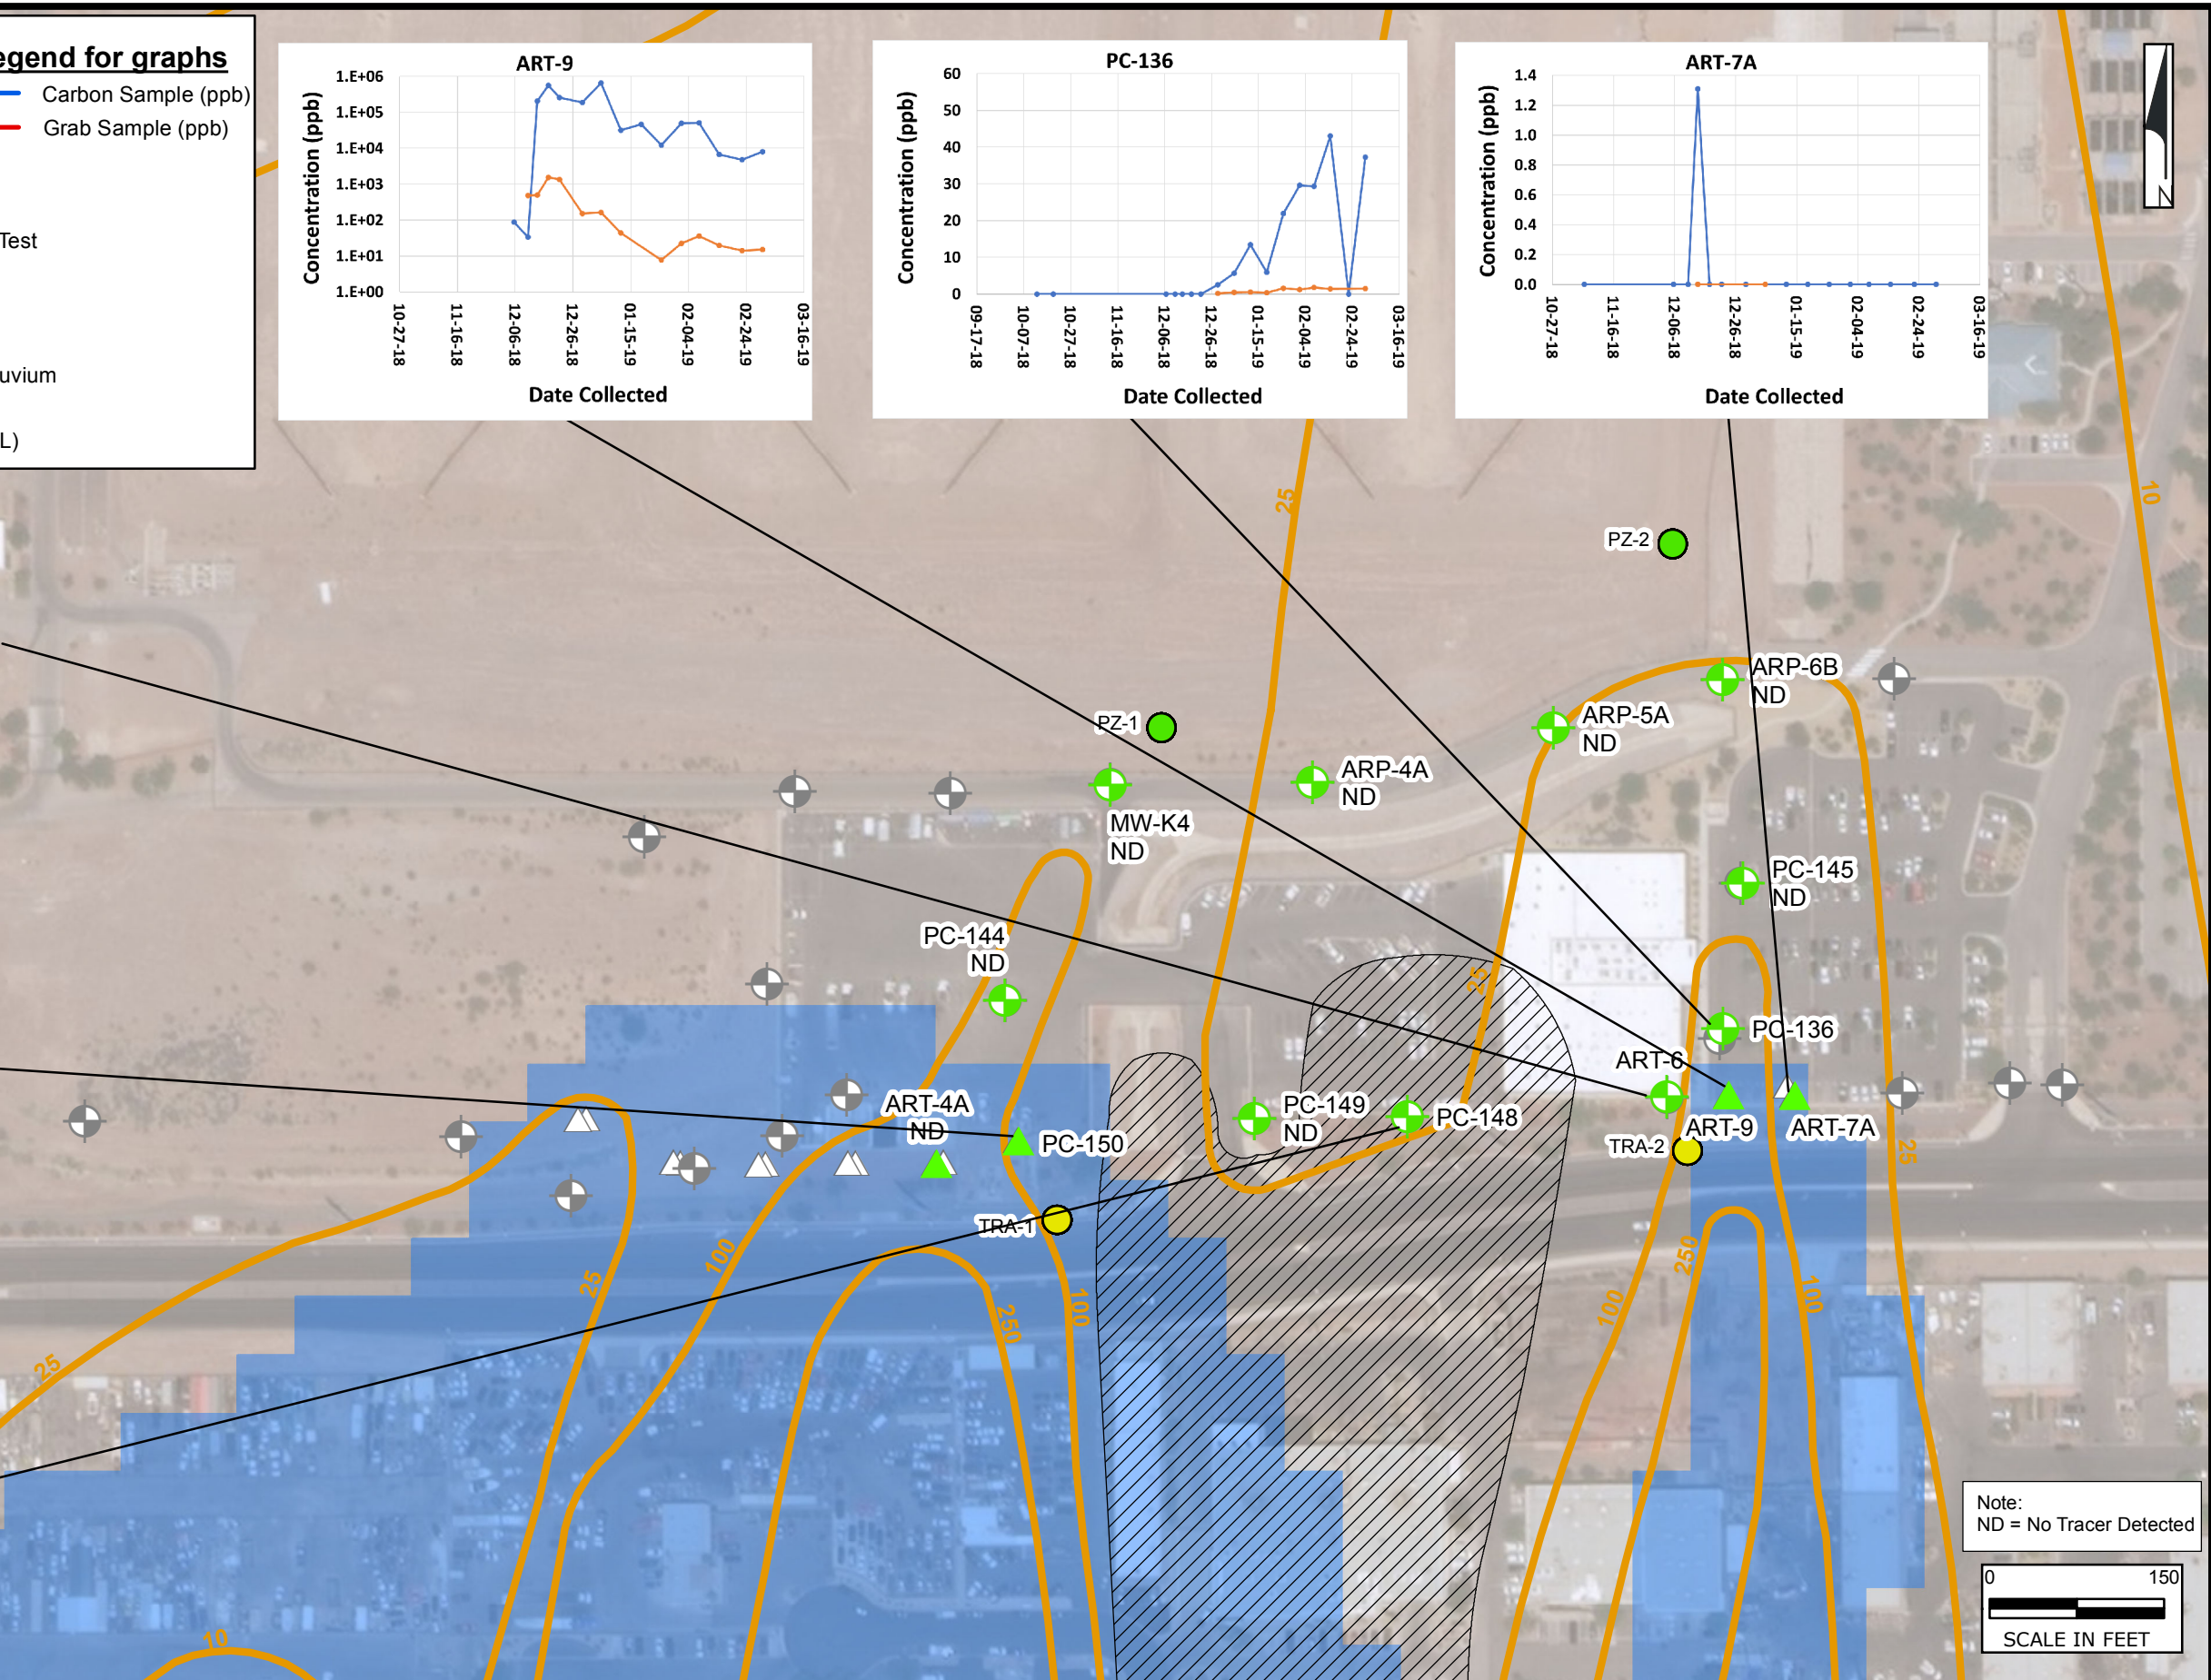 egend for graphs
Carbon Sample (ppb)
Grab Sample (ppb)
Test
uvium
L)
ART-9
Concentration (ppb)
1.E+06
1.E+05
1.E+04
1.E+03
1.E+02
1.E+01
1.E+00
10-27-18
11-16-18
12-06-18
12-26-18
01-15-19
02-04-19
02-24-19
03-16-19
Date Collected
PC-136
Concentration (ppb)
60
50
40
30
20
10
0
09-17-18
10-07-18
10-27-18
11-16-18
12-06-18
12-26-18
01-15-19
02-04-19
02-24-19
03-16-19
Date Collected
ART-7A
Concentration (ppb)
1.4
1.2
1.0
0.8
0.6
0.4
0.2
0.0
10-27-18
11-16-18
12-06-18
12-26-18
01-15-19
02-04-19
02-24-19
03-16-19
Date Collected
N
25
10
PZ-2
ARP-6B
ND
ARP-5A
ND
PZ-1
ARP-4A
ND
MW-K4
ND
PC-145
ND
PC-144
ND
25
PC-136
ART-6
ART-4A
ND
PC-149
ND
PC-148
PC-150
ART-9
ART-7A
TRA-2
25
TRA-1
100
250
25
250
100
100
100
25
10
Note:
ND = No Tracer Detected
0 150
SCALE IN FEET